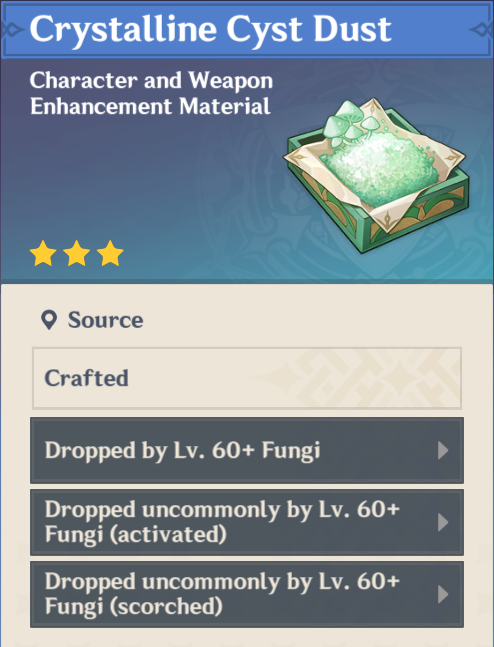 Crystalline Cyst Dust
Character and Weapon
Enhancement Material
Source
Crafted
Dropped by Lv. 60+ Fungi
Dropped uncommonly by Lv. 60+
Fungi (activated)
Dropped uncommonly by Lv. 60+
Fungi (scorched)